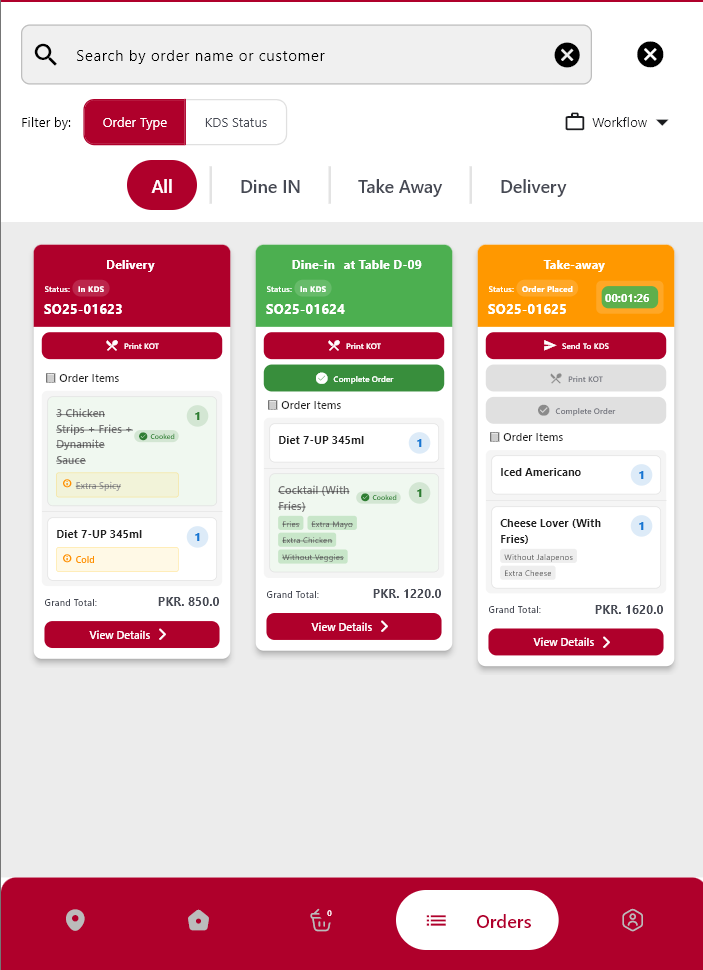 Search by order name or customer
Filter by:
Order Type
KDS Status
Workflow
All
Dine IN
Take Away
Delivery
Delivery
Status: In KDS
SO25-01623
Print KOT
Order Items
3 Chicken
Strips + Fries +
Dynamite
Sauce
Cooked
1
Extra Spicy
Diet 7-UP 345ml
1
Cold
Grand Total:
PKR. 850.0
View Details
Dine-in at Table D-09
Status: In KDS
SO25-01624
Print KOT
Complete Order
Order Items
Diet 7-UP 345ml
1
Cocktail (With
Fries)
Cooked
1
Fries
Extra Mayo
Extra Chicken
Without Veggies
Grand Total:
PKR. 1220.0
View Details
Take-away
Status: Order Placed
SO25-01625
00:01:26
Send To KDS
Print KOT
Complete Order
Order Items
Iced Americano
1
Cheese Lover (With
Fries)
1
Without Jalapenos
Extra Cheese
Grand Total:
PKR. 1620.0
View Details
0
Orders